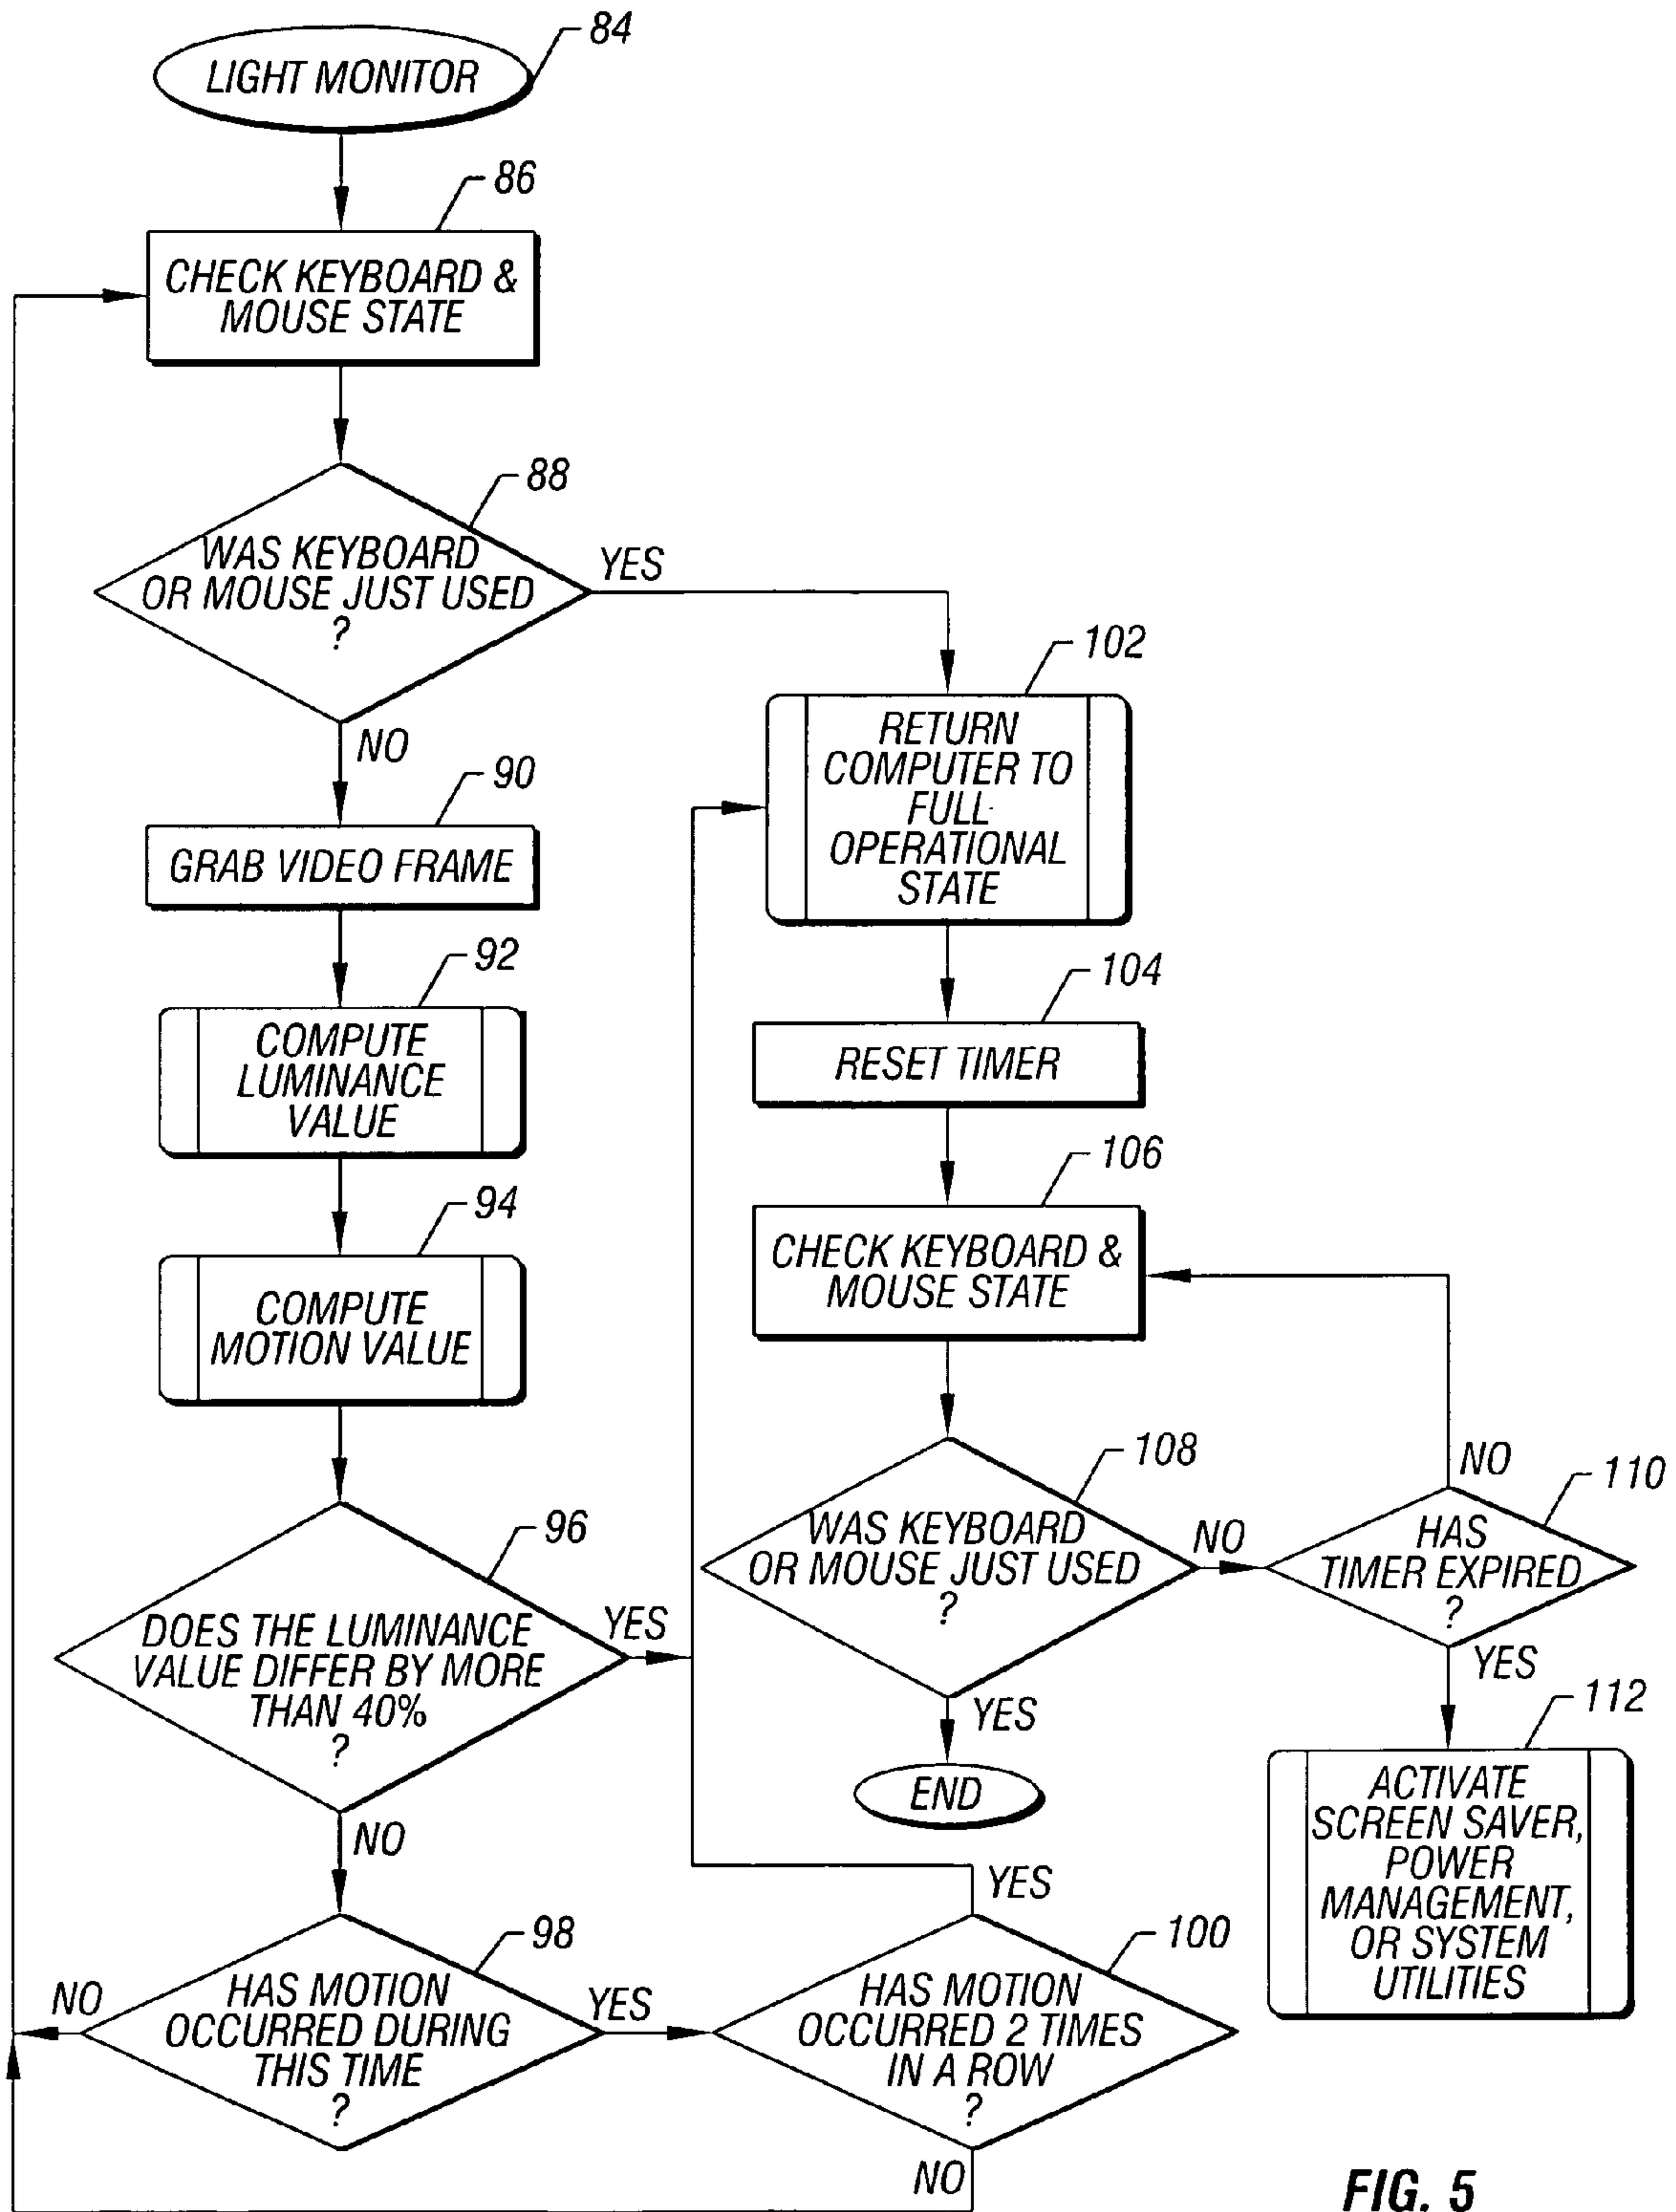 84
LIGHT MONITOR
86
CHECK KEYBOARD &
MOUSE STATE
88
WAS KEYBOARD
OR MOUSE JUST USED
?
YES
NO
90
GRAB VIDEO FRAME
92
COMPUTE
LUMINANCE
VALUE
94
COMPUTE
MOTION VALUE
96
DOES THE LUMINANCE
VALUE DIFFER BY MORE
THAN 40%
?
YES
NO
98
HAS MOTION
OCCURRED DURING
THIS TIME
?
NO
YES
100
HAS MOTION
OCCURRED 2 TIMES
IN A ROW
?
YES
NO
102
RETURN
COMPUTER TO
FULL
OPERATIONAL
STATE
104
RESET TIMER
106
CHECK KEYBOARD &
MOUSE STATE
108
WAS KEYBOARD
OR MOUSE JUST USED
?
NO
YES
END
110
HAS
TIMER EXPIRED
?
NO
YES
112
ACTIVATE
SCREEN SAVER,
POWER
MANAGEMENT,
OR SYSTEM
UTILITIES
FIG. 5